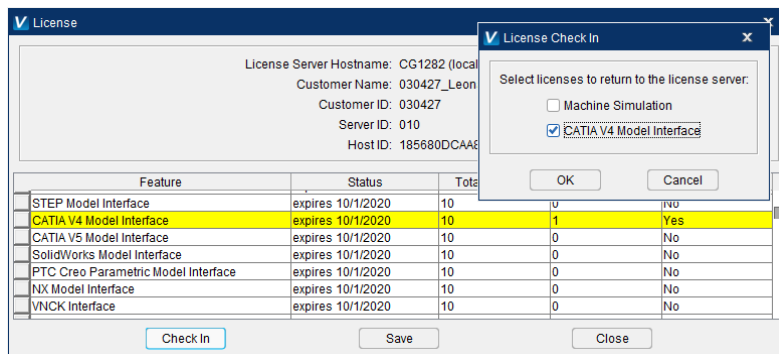 License
License Server Hostname: CG1282 (local
Customer Name: 030427_Leon
Customer ID: 030427
Server ID: 010
Host ID: 185680DCAA8
License Check In
x
Select licenses to return to the license server:
Machine Simulation
CATIA V4 Model Interface
OK Cancel
Feature Status Tota
STEP Model Interface expires 10/1/2020 10 0 No
CATIA V4 Model Interface expires 10/1/2020 10 1 Yes
CATIA V5 Model Interface expires 10/1/2020 10 0 No
SolidWorks Model Interface expires 10/1/2020 10 0 No
PTC Creo Parametric Model Interface expires 10/1/2020 10 0 No
NX Model Interface expires 10/1/2020 10 0 No
VNCK Interface expires 10/1/2020 10 0 No
Check In Save Close